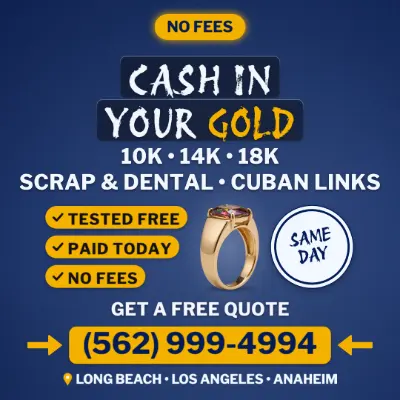 NO FEES
CASH IN
YOUR GOLD
10K • 14K • 18K
SCRAP & DENTAL • CUBAN LINKS
✓ TESTED FREE
✓ PAID TODAY
✓ NO FEES
SAME
DAY
GET A FREE QUOTE
→ (562) 999-4994 ←
LONG BEACH • LOS ANGELES • ANAHEIM